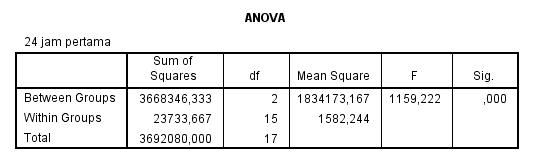 ANOVA
24 jam pertama
Sum of Squares df Mean Square F Sig.
Between Groups 3668346,333 2 1834173,167 1159,222 ,000
Within Groups 23733,667 15 1582,244
Total 3692080,000 17